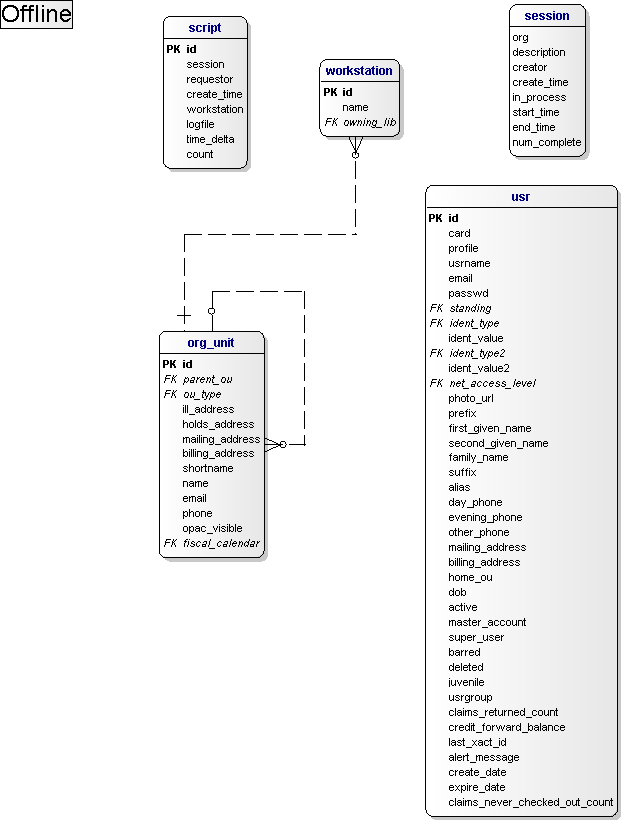 Offline
script
PK id
session
requestor
create_time
workstation
logfile
time_delta
count
workstation
PK id
name
FK owning_lib
session
org
description
creator
create_time
in_process
start_time
end_time
num_complete
org_unit
PK id
FK parent_ou
FK ou_type
ill_address
holds_address
mailing_address
billing_address
shortname
name
email
phone
opac_visible
FK fiscal_calendar
usr
PK id
card
profile
usrname
email
passwd
FK standing
FK ident_type
ident_value
FK ident_type2
ident_value2
FK net_access_level
photo_url
prefix
first_given_name
second_given_name
family_name
suffix
alias
day_phone
evening_phone
other_phone
mailing_address
billing_address
home_ou
dob
active
master_account
super_user
barred
deleted
juvenile
usrgroup
claims_returned_count
credit_forward_balance
last_xact_id
alert_message
create_date
expire_date
claims_never_checked_out_count